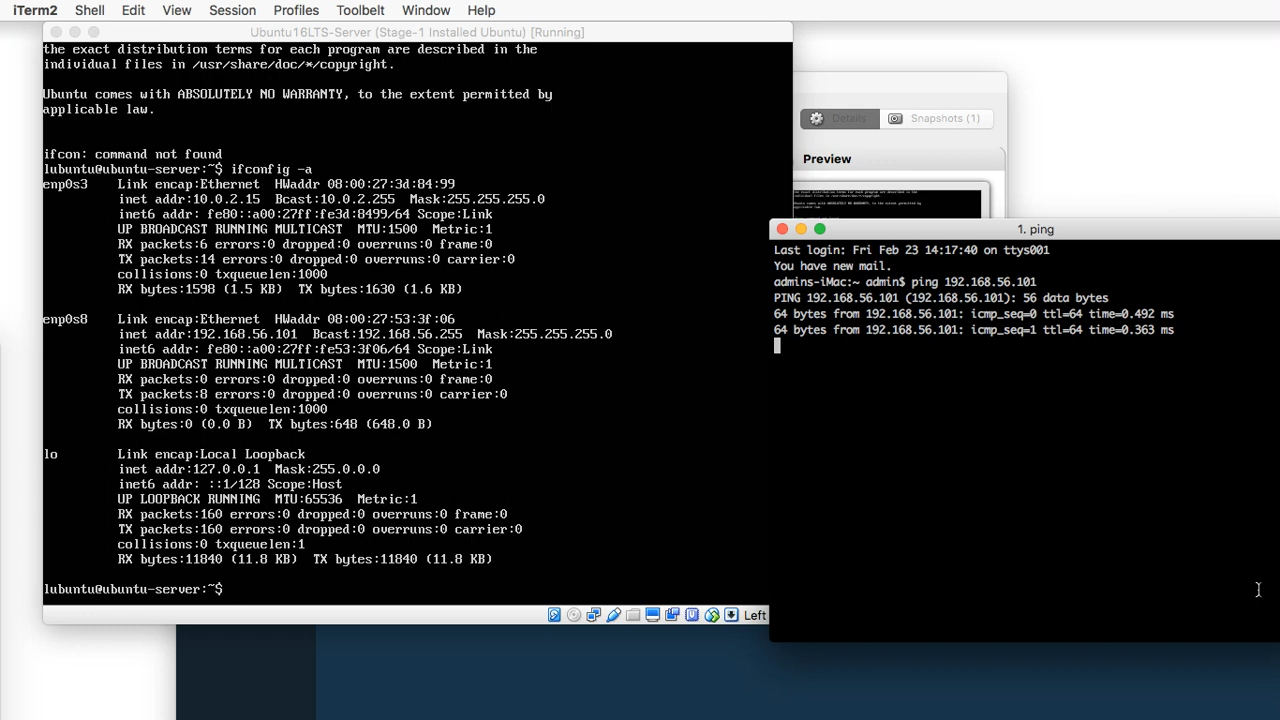 iTerm2 Shell Edit View Session Profiles Toolbelt Window Help
Ubuntu16LTS-Server (Stage-1 Installed Ubuntu) [Running]
the exact distribution terms for each program are described in the
individual files in /usr/share/doc/*/copyright.
Ubuntu comes with ABSOLUTELY NO WARRANTY, to the extent permitted by
applicable law.
ifcon: command not found
lubuntu@ubuntu-server:~$ ifconfig -a
enp0s3 Link encap:Ethernet HWaddr 08:00:27:3d:84:99
inet addr:10.0.2.15 Bcast:10.0.2.255 Mask:255.255.255.0
inet6 addr: fe80::a00:27ff:fe3d:8499/64 Scope:Link
UP BROADCAST RUNNING MULTICAST MTU:1500 Metric:1
RX packets:6 errors:0 dropped:0 overruns:0 frame:0
TX packets:14 errors:0 dropped:0 overruns:0 carrier:0
collisions:0 txqueuelen:1000
RX bytes:1598 (1.5 KB) TX bytes:1630 (1.6 KB)
enp0s8 Link encap:Ethernet HWaddr 08:00:27:53:3f:06
inet addr:192.168.56.101 Bcast:192.168.56.255 Mask:255.255.255.0
inet6 addr: fe80::a00:27ff:fe53:3f06/64 Scope:Link
UP BROADCAST RUNNING MULTICAST MTU:1500 Metric:1
RX packets:0 errors:0 dropped:0 overruns:0 frame:0
TX packets:8 errors:0 dropped:0 overruns:0 carrier:0
collisions:0 txqueuelen:1000
RX bytes:0 (0.0 B) TX bytes:648 (648.0 B)
lo Link encap:Local Loopback
inet addr:127.0.0.1 Mask:255.0.0.0
inet6 addr: ::1/128 Scope:Host
UP LOOPBACK RUNNING MTU:65536 Metric:1
RX packets:160 errors:0 dropped:0 overruns:0 frame:0
TX packets:160 errors:0 dropped:0 overruns:0 carrier:0
collisions:0 txqueuelen:1
RX bytes:11840 (11.8 KB) TX bytes:11840 (11.8 KB)
lubuntu@ubuntu-server:~$
Left
Details Snapshots (1)
Preview
1. ping
Last login: Fri Feb 23 14:17:40 on ttys001
You have new mail.
admins-iMac:~ admin$ ping 192.168.56.101
PING 192.168.56.101 (192.168.56.101): 56 data bytes
64 bytes from 192.168.56.101: icmp_seq=0 ttl=64 time=0.492 ms
64 bytes from 192.168.56.101: icmp_seq=1 ttl=64 time=0.363 ms